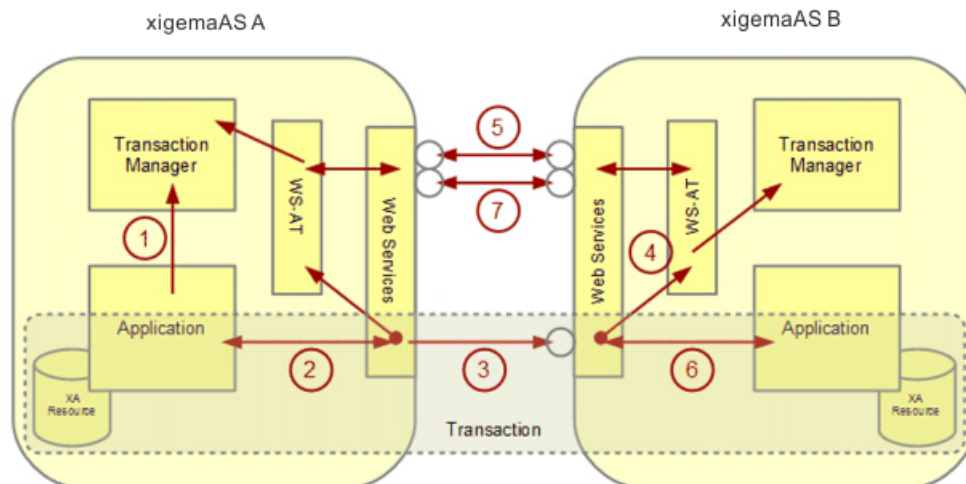 xigemaAS A
xigemaAS B
Transaction
Manager
WS-AT
Web Services
5
7
Web Services
WS-AT
Transaction
Manager
1
4
Application
2
3
6
Application
XA
Resource
Transaction
XA
Resource